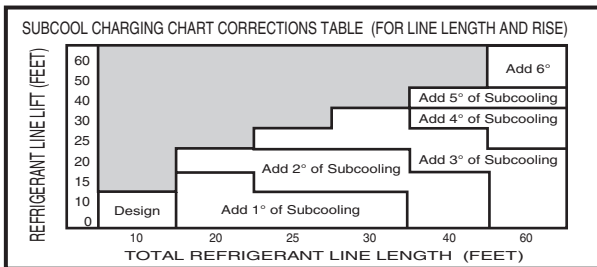 SUBCOOL CHARGING CHART CORRECTIONS TABLE (FOR LINE LENGTH AND RISE)
REFRIGERANT LINE LIFT (FEET)
60
50
40
30
25
20
15
10
0
Add 6°
Add 5° of Subcooling
Add 4° of Subcooling
Add 3° of Subcooling
Add 2° of Subcooling
Design
Add 1° of Subcooling
10 20 25 30 40 60
TOTAL REFRIGERANT LINE LENGTH (FEET)